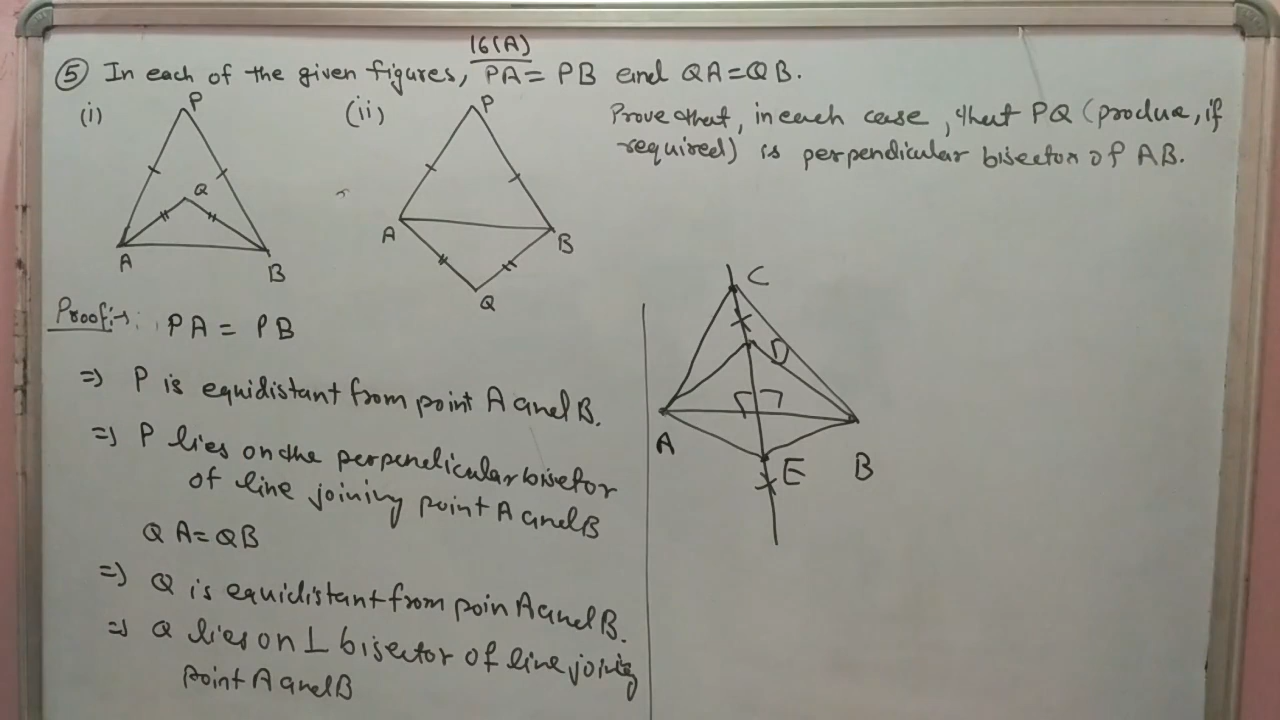 16(A)
⑤ In each of the given figures, PA = PB and QA=QB.
(i)
P
Q
A
B
(ii)
P
A
B
Q
Prove that, in each case, that PQ (produce, if
required) is perpendicular bisector of AB.
Proof:→ PA = PB
⇒ P is equidistant from point A and B.
⇒ P lies on the perpendicular bisector
of line joining point A and B
QA=QB
⇒ Q is equidistant from poin A and B.
⇒ Q lies on ⊥ bisector of line joining
point A and B
C
D
A
E
B